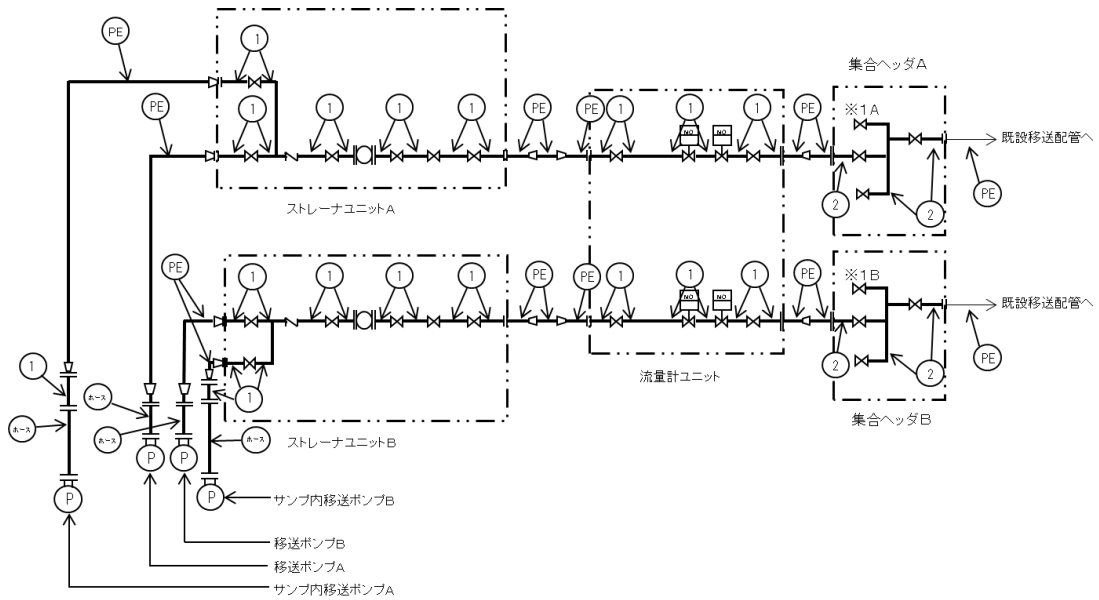 PE
1
集合ヘッダA
PE
1
1
1
1
PE
PE
1
1
1
PE
※1A
MO
MO
既設移送配管へ
PE
2
2
ストレーナユニットA
PE
1
1
1
1
PE
PE
1
1
1
PE
※1B
MO
MO
既設移送配管へ
PE
2
2
流量計ユニット
1
1
ホース
ホース
ホース
ホース
ストレーナユニットB
集合ヘッダB
P
P
P
P
サンプ内移送ポンプB
移送ポンプB
移送ポンプA
サンプ内移送ポンプA